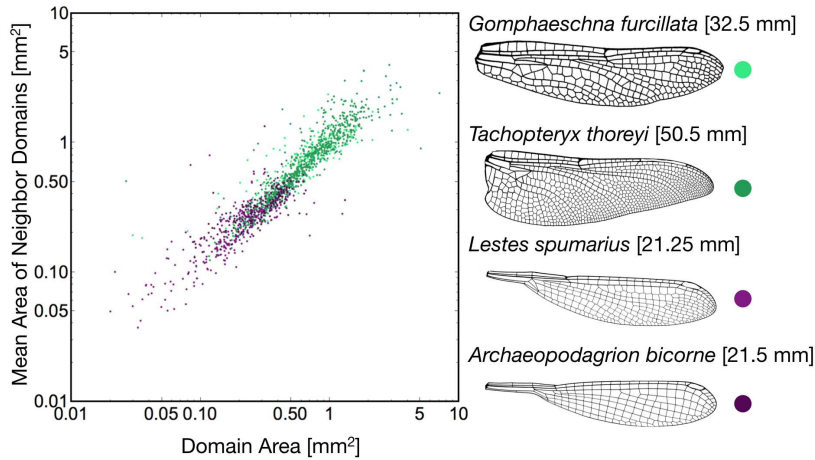 10
5
1
0.50
0.10
0.05
0.01
Mean Area of Neighbor Domains [mm²]
0.01
0.05 0.10
0.50
1
5
10
Domain Area [mm²]
Gomphaeschna furcillata [32.5 mm]
Tachopteryx thoreyi [50.5 mm]
Lestes spumarius [21.25 mm]
Archaeopodagrion bicorne [21.5 mm]